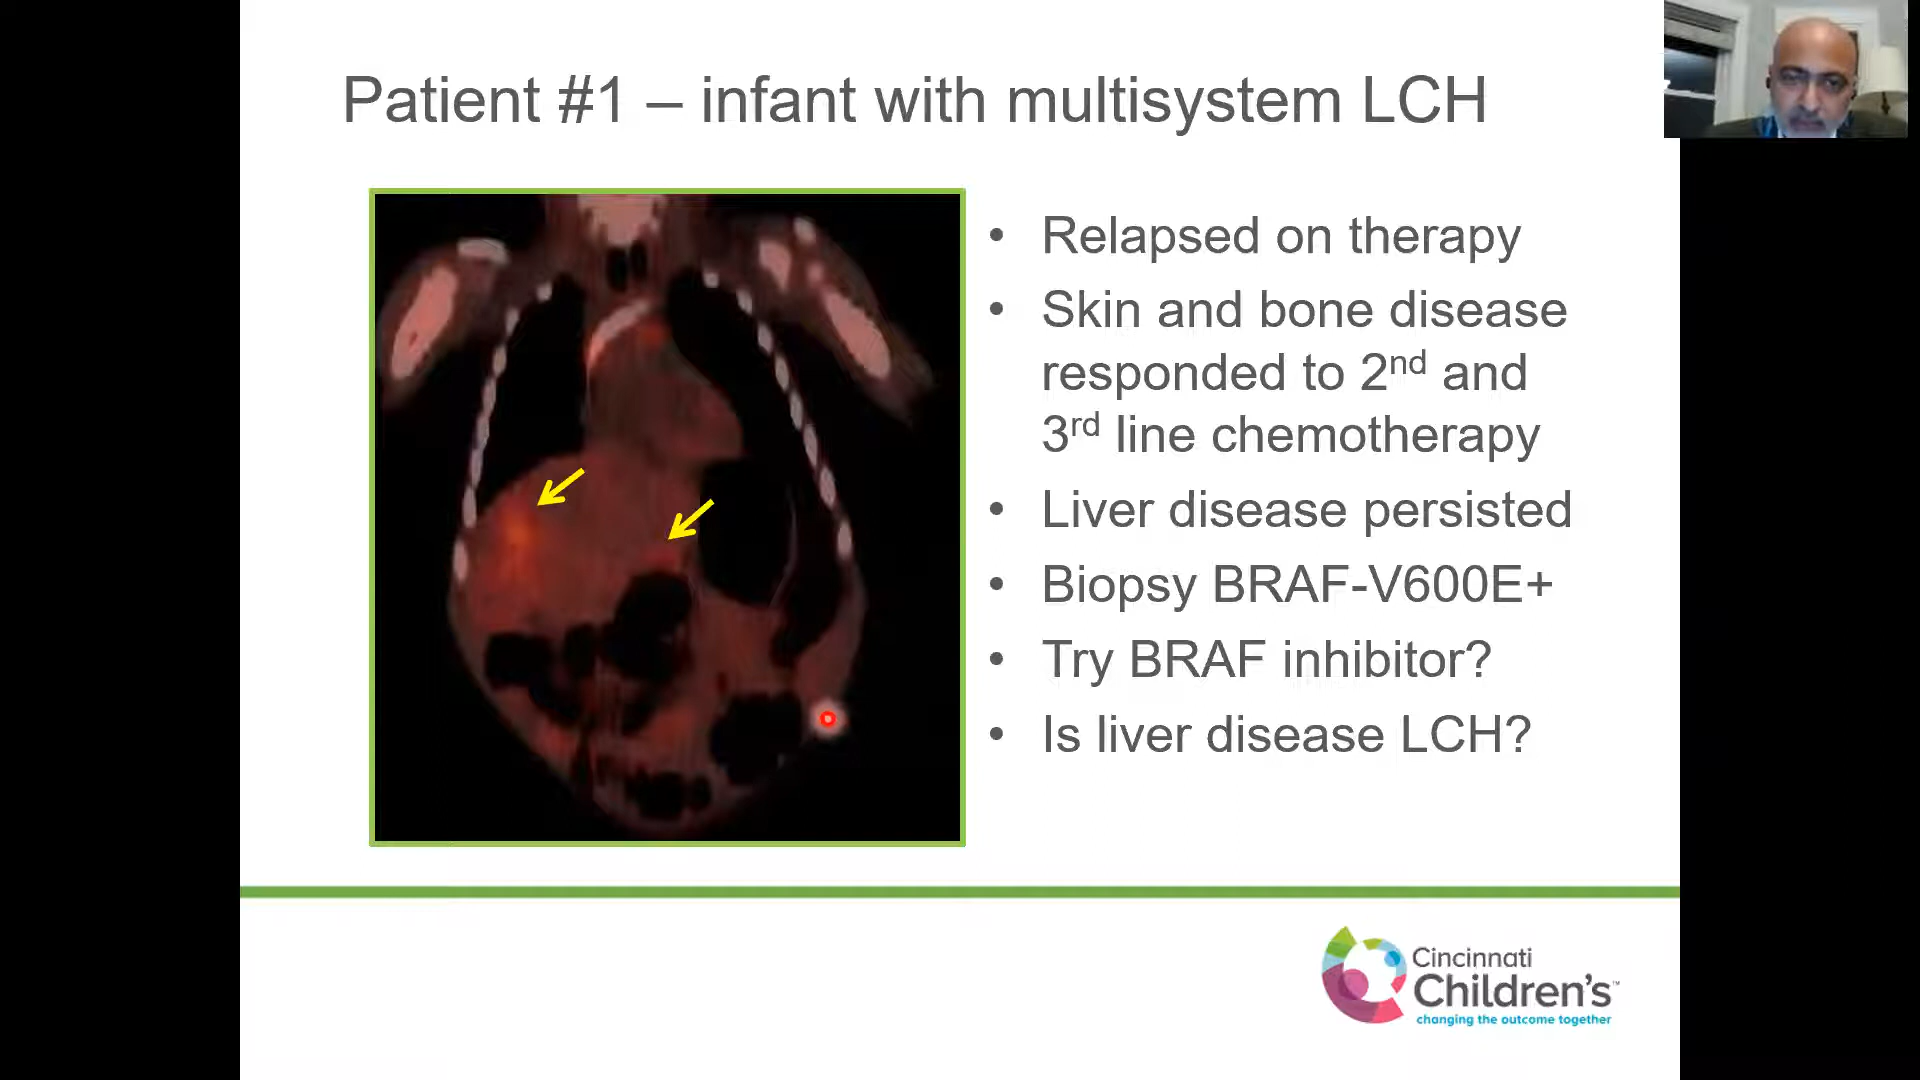 Patient #1 – infant with multisystem LCH
• Relapsed on therapy
• Skin and bone disease
responded to 2nd and
3rd line chemotherapy
• Liver disease persisted
• Biopsy BRAF-V600E+
• Try BRAF inhibitor?
• Is liver disease LCH?
Cincinnati
Children's™
changing the outcome together